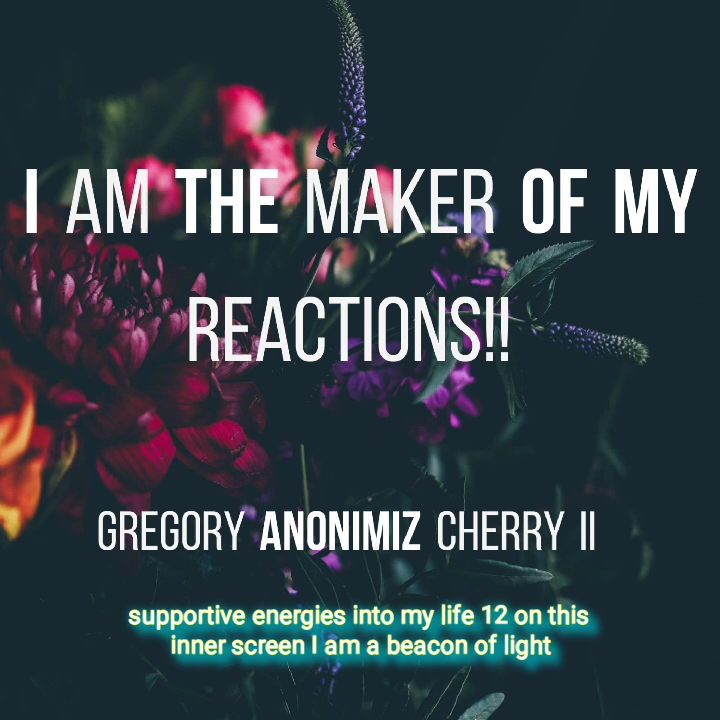 I AM THE MAKER OF MY
REACTIONS!!
GREGORY ANONIMIZ CHERRY II
supportive energies into my life 12 on this
inner screen I am a beacon of light